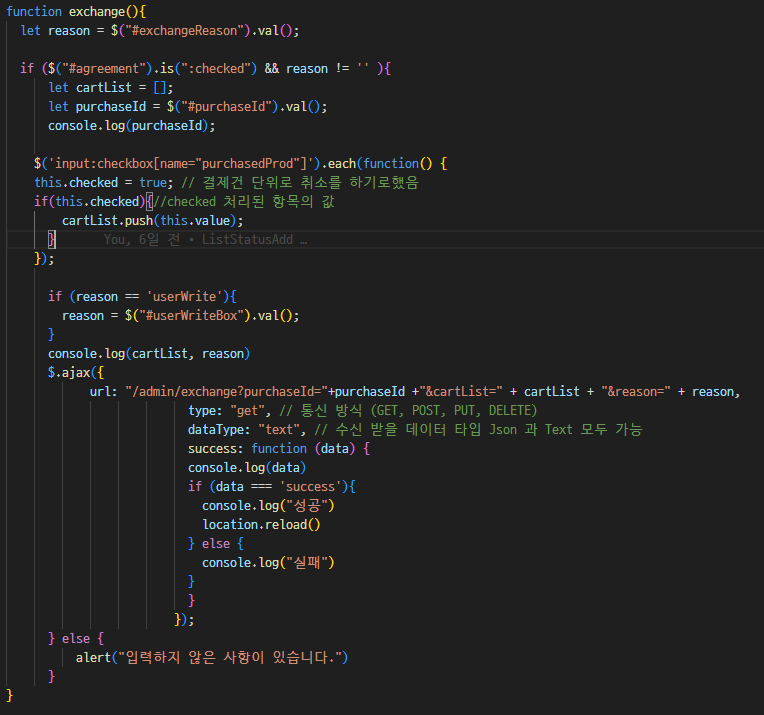 function exchange(){
let reason = $("#exchangeReason").val();
if ($("#agreement").is(":checked") && reason != '' ){
let cartList = [];
let purchaseId = $("#purchaseId").val();
console.log(purchaseId);
$('input:checkbox[name="purchasedProd"]').each(function() {
this.checked = true; // 결제건 단위로 취소를 하기로했음
if(this.checked){//checked 처리된 항목의 값
cartList.push(this.value);
} You, 6일 전 • ListStatusAdd …
});
if (reason == 'userWrite'){
reason = $("#userWriteBox").val();
}
console.log(cartList, reason)
$.ajax({
url: "/admin/exchange?purchaseId="+purchaseId +"&cartList=" + cartList + "&reason=" + reason,
type: "get", // 통신 방식 (GET, POST, PUT, DELETE)
dataType: "text", // 수신 받을 데이터 타입 Json 과 Text 모두 가능
success: function (data) {
console.log(data)
if (data === 'success'){
console.log("성공")
location.reload()
} else {
console.log("실패")
}
}
});
} else {
alert("입력하지 않은 사항이 있습니다.")
}
}